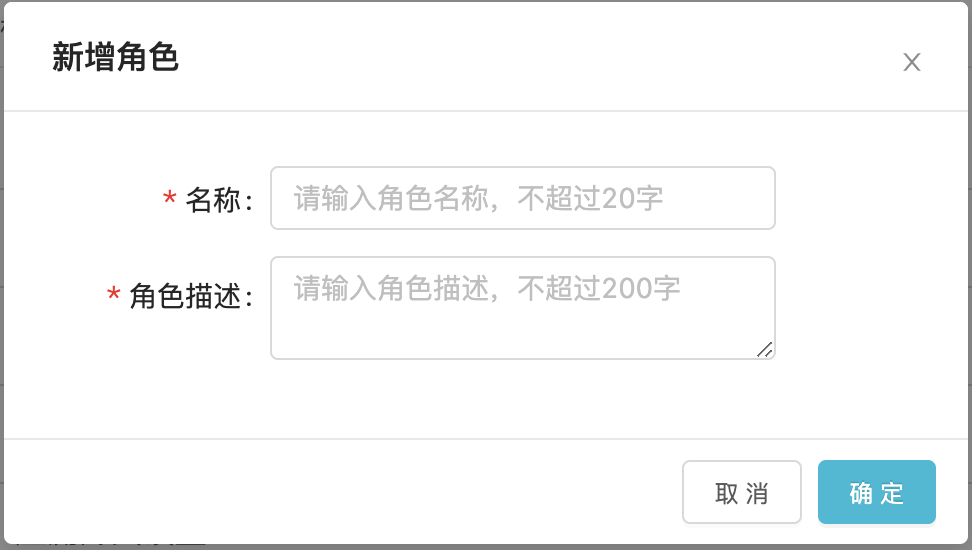 新增角色
* 名称:
请输入角色名称，不超过20字
* 角色描述:
请输入角色描述，不超过200字
取 消
确 定